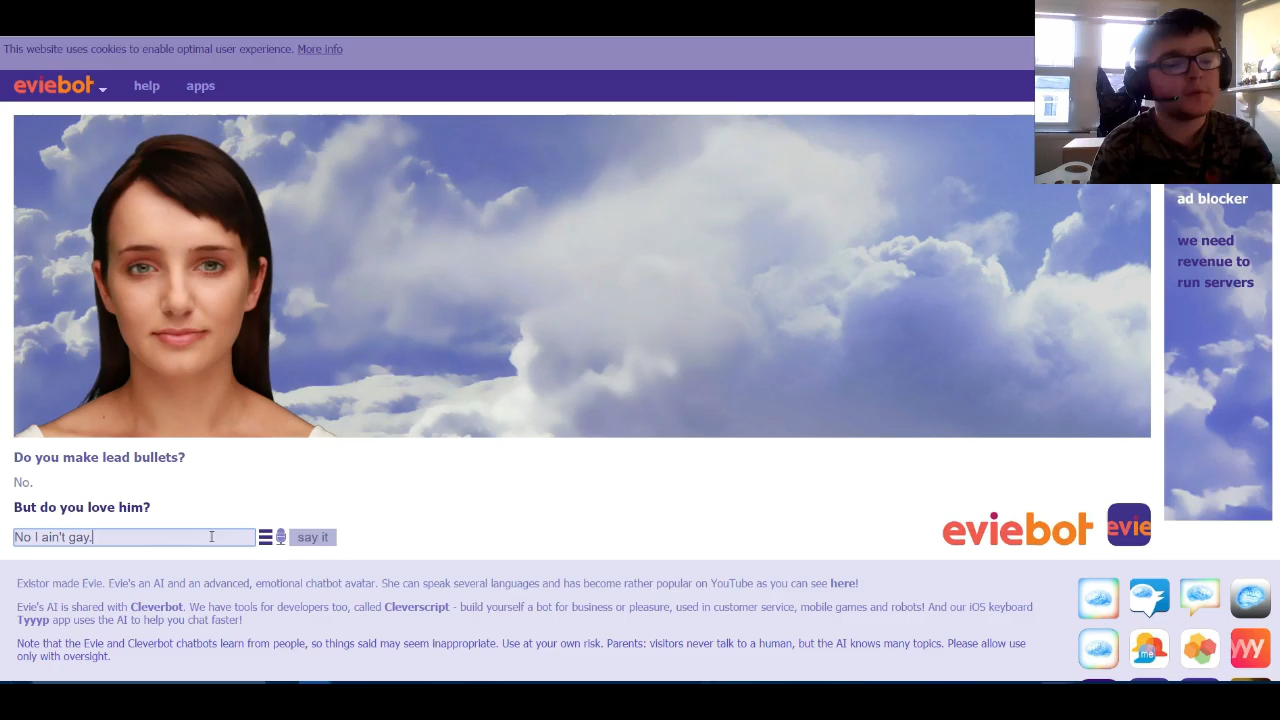 This website uses cookies to enable optimal user experience. More info
eviebot
help
apps
ad blocker
we need
revenue to
run servers
Do you make lead bullets?
No.
But do you love him?
No I ain't gay.
say it
eviebot
evie
Existor made Evie. Evie's an AI and an advanced, emotional chatbot avatar. She can speak several languages and has become rather popular on YouTube as you can see here!
Evie's AI is shared with Cleverbot. We have tools for developers too, called Cleverscript - build yourself a bot for business or pleasure, used in customer service, mobile games and robots! And our iOS keyboard
Tyyyp app uses the AI to help you chat faster!
Note that the Evie and Cleverbot chatbots learn from people, so things said may seem inappropriate. Use at your own risk. Parents: visitors never talk to a human, but the AI knows many topics. Please allow use
only with oversight.
me
yyy